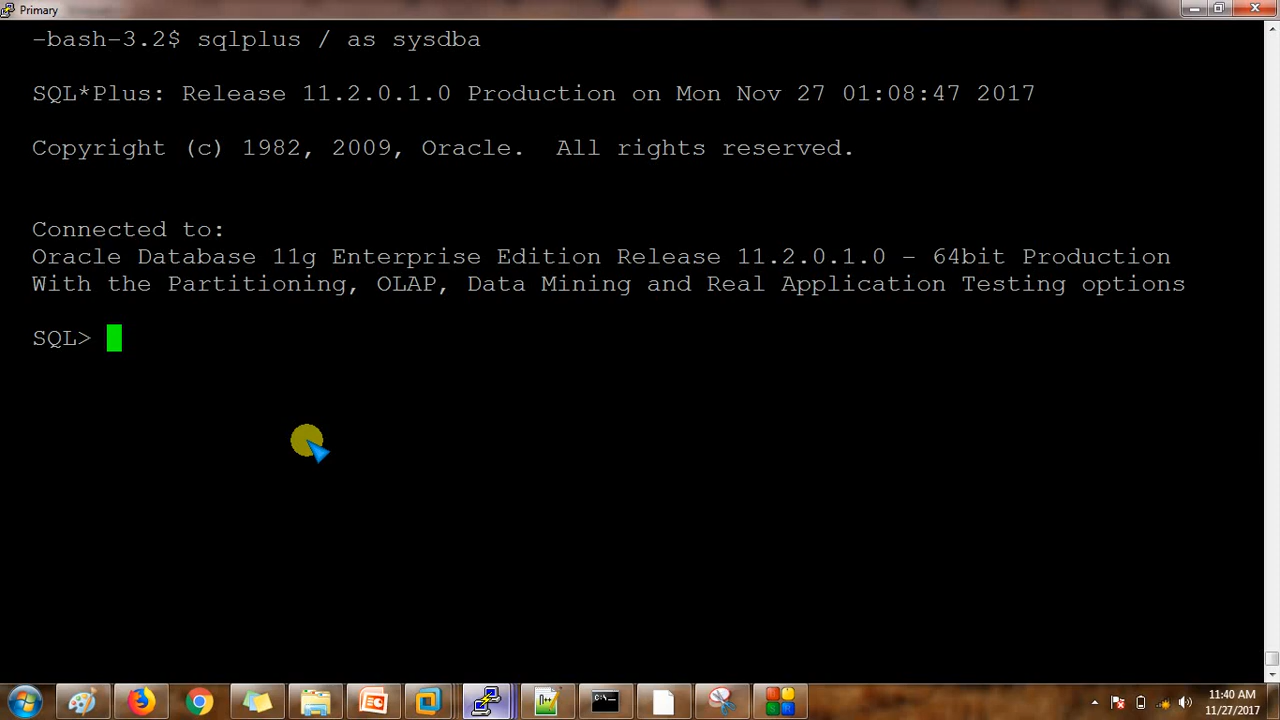 Primary
-bash-3.2$ sqlplus / as sysdba
SQL*Plus: Release 11.2.0.1.0 Production on Mon Nov 27 01:08:47 2017
Copyright (c) 1982, 2009, Oracle.  All rights reserved.
Connected to:
Oracle Database 11g Enterprise Edition Release 11.2.0.1.0 - 64bit Production
With the Partitioning, OLAP, Data Mining and Real Application Testing options
SQL>
11:40 AM
11/27/2017